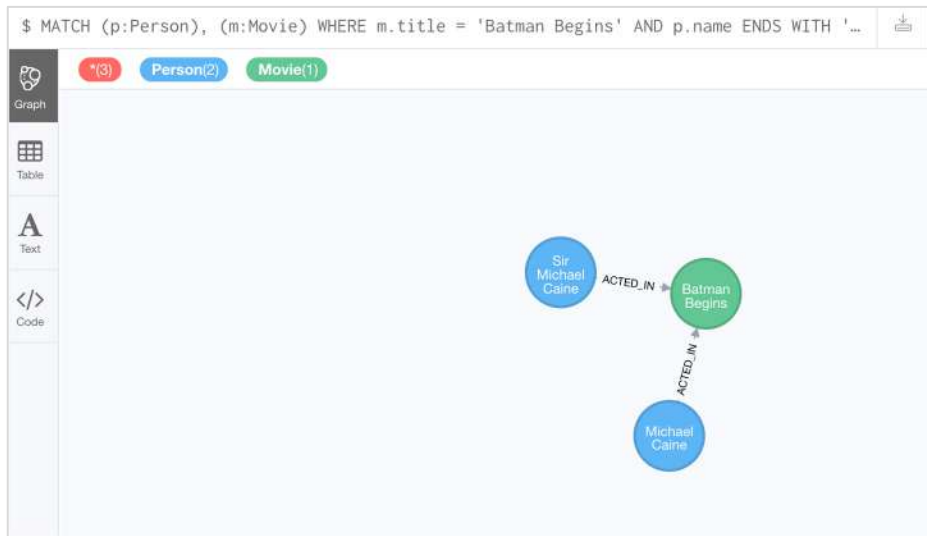 $ MATCH (p:Person), (m:Movie) WHERE m.title = 'Batman Begins' AND p.name ENDS WITH '…
*(3) Person(2) Movie(1)
Graph
Table
A
Text
</>
Code
Sir
Michael
Caine
ACTED_IN
Batman
Begins
ACTED_IN
Michael
Caine